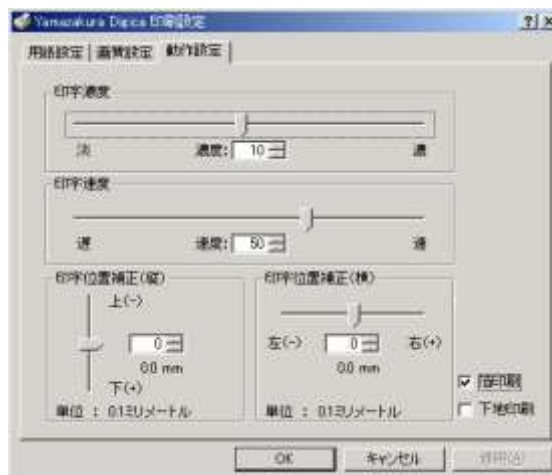 Yamazakura Digica 印刷設定
用紙設定 画質設定 動作設定
印字濃度
淡 濃度: 10 濃
印字速度
遅 速度: 50 速
印字位置補正(縦)
上(-)
0
0.0 mm
下(+)
単位 : 0.1ミリメートル
印字位置補正(横)
左(-) 0 右(+)
0.0 mm
単位 : 0.1ミリメートル
下地印刷
OK キャンセル 適用(A)